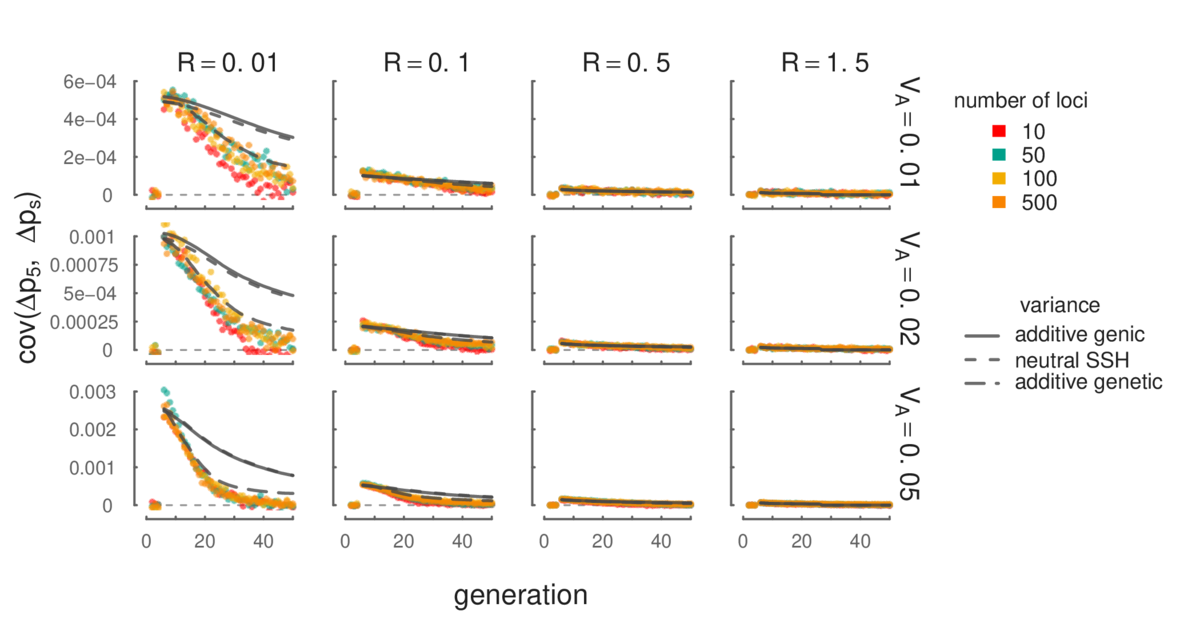 R = 0. 01
R = 0. 1
R = 0. 5
R = 1. 5
6e−04
4e−04
2e−04
0
V_A = 0. 01
0.001
0.00075
5e−04
0.00025
0
V_A = 0. 02
0.003
0.002
0.001
0
V_A = 0. 05
0 20 40
0 20 40
0 20 40
0 20 40
cov(Δp₅, Δpₛ)
generation
number of loci
10
50
100
500
variance
additive genic
neutral SSH
additive genetic